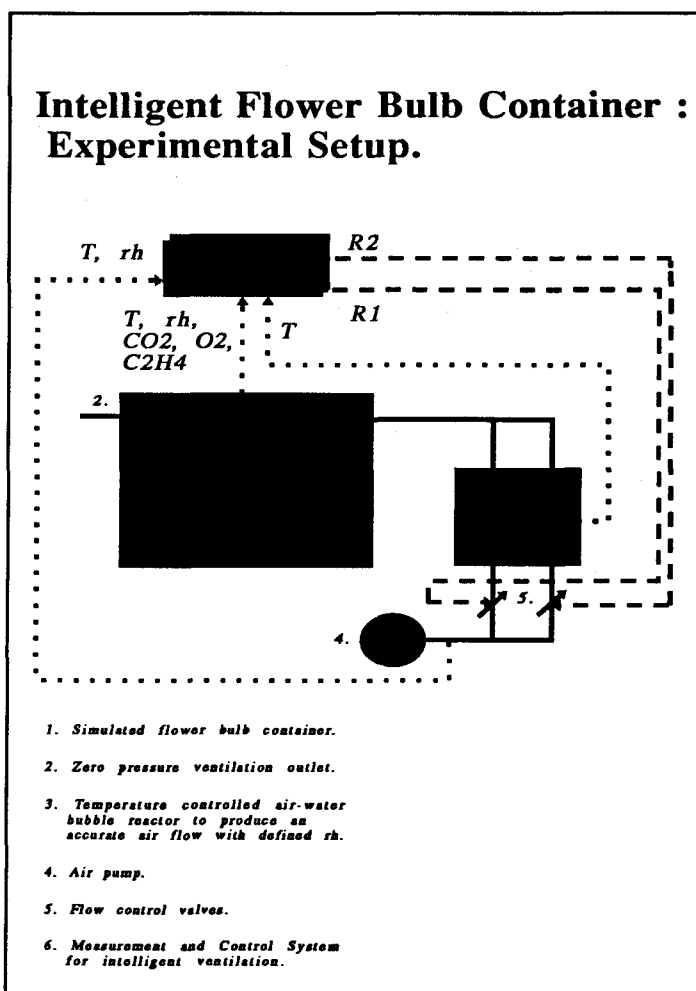 Intelligent Flower Bulb Container :
Experimental Setup.
T, rh
R2
R1
T, rh,
CO2, O2,
C2H4
T
2.
5.
4.
1. Simulated flower bulb container.
2. Zero pressure ventilation outlet.
3. Temperature controlled air-water
bubble reactor to produce an
accurate air flow with defined rh.
4. Air pump.
5. Flow control valves.
6. Measurement and Control System
for intelligent ventilation.